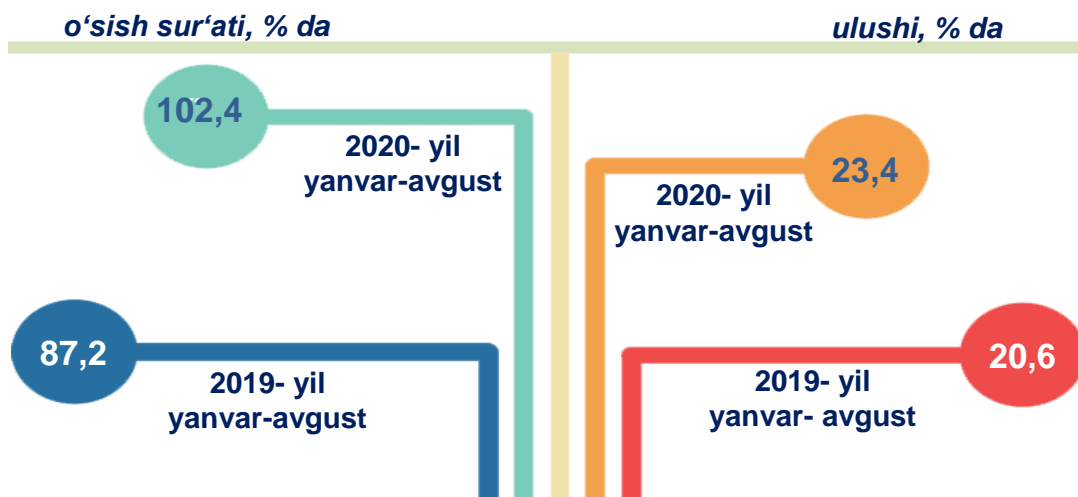 o‘sish sur‘ati, % da
ulushi, % da
102,4
2020- yil
yanvar-avgust
23,4
2020- yil
yanvar-avgust
87,2
2019- yil
yanvar-avgust
20,6
2019- yil
yanvar- avgust